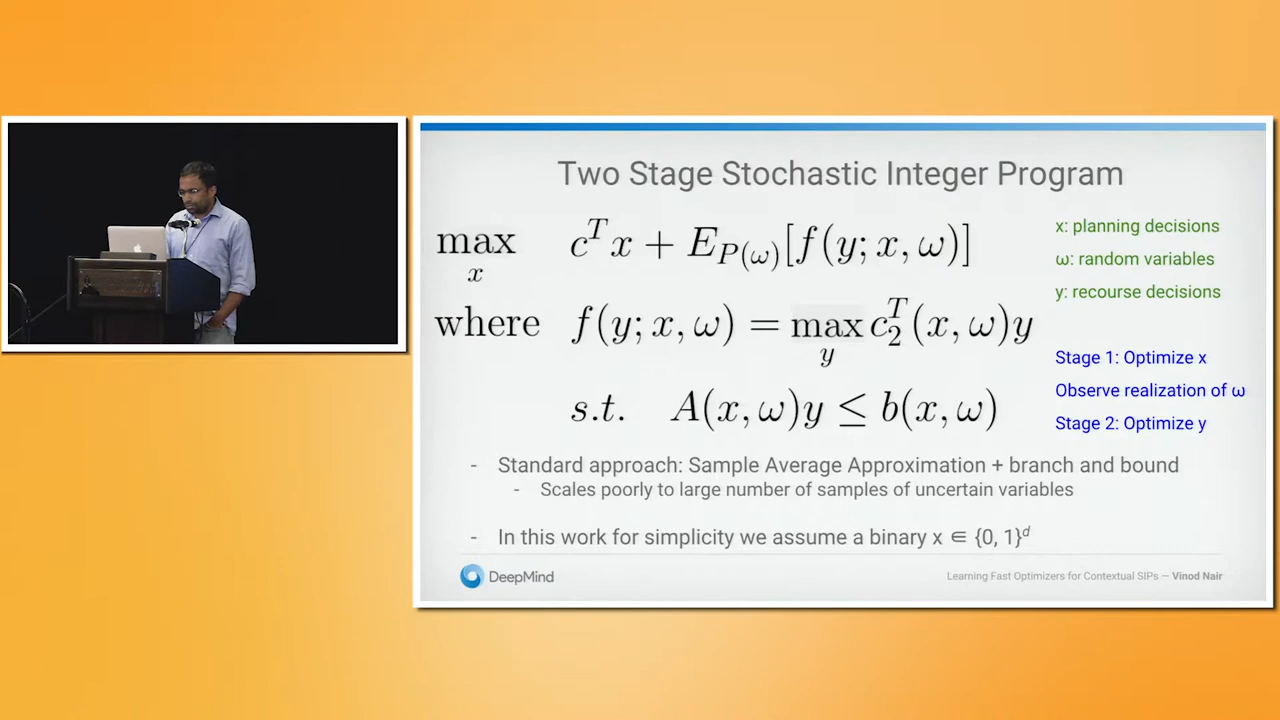 Two Stage Stochastic Integer Program
max x c^T x + E_{P(ω)}[f(y; x, ω)]
where f(y; x, ω) = max y c_2^T(x, ω)y
s.t. A(x, ω)y ≤ b(x, ω)
x: planning decisions
ω: random variables
y: recourse decisions
Stage 1: Optimize x
Observe realization of ω
Stage 2: Optimize y
- Standard approach: Sample Average Approximation + branch and bound
- Scales poorly to large number of samples of uncertain variables
- In this work for simplicity we assume a binary x ∈ {0, 1}^d
DeepMind
Learning Fast Optimizers for Contextual SIPs — Vinod Nair